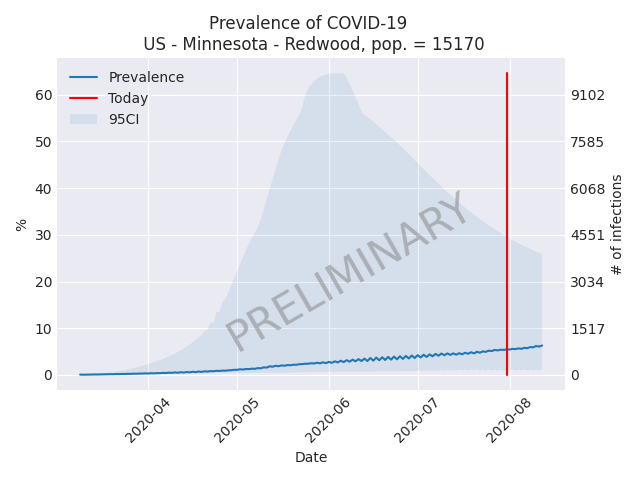 Prevalence of COVID-19
US - Minnesota - Redwood, pop. = 15170
Prevalence
Today
95CI
60
50
40
30
20
10
0
%
9102
7585
6068
4551
3034
1517
0
# of infections
PRELIMINARY
2020-04
2020-05
2020-06
2020-07
2020-08
Date